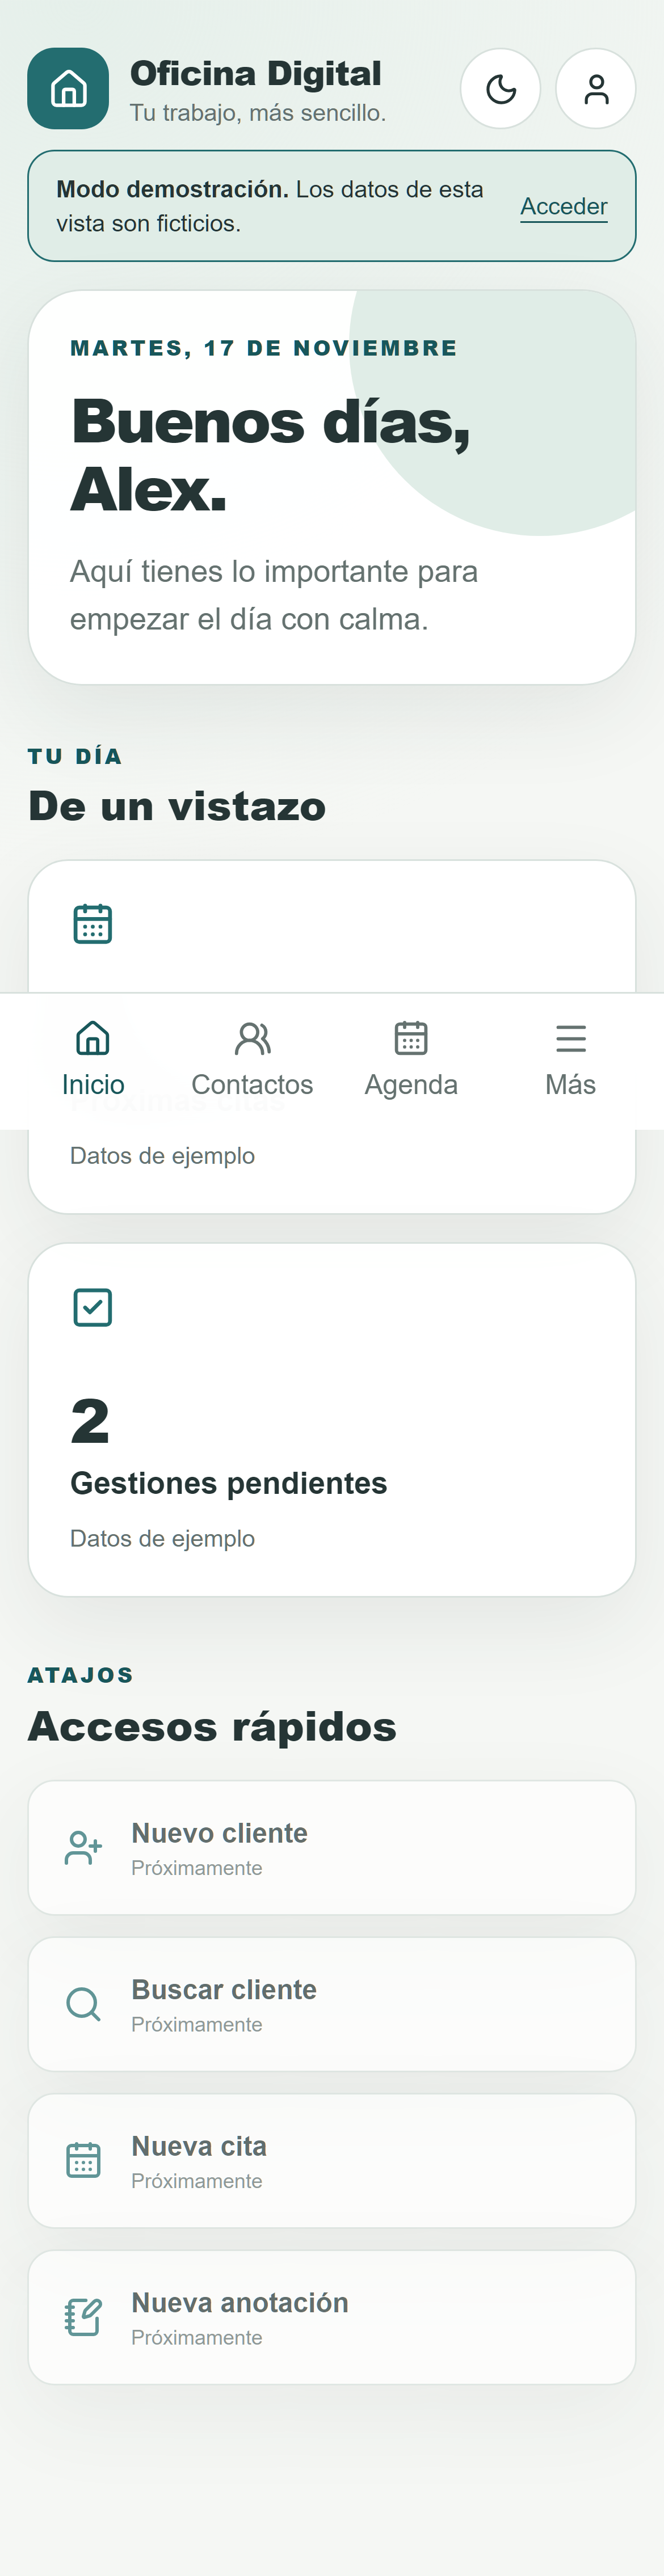 Oficina Digital
Tu trabajo, más sencillo.
Modo demostración. Los datos de esta
vista son ficticios.
Acceder
MARTES, 17 DE NOVIEMBRE
Buenos días,
Alex.
Aquí tienes lo importante para
empezar el día con calma.
TU DÍA
De un vistazo
Inicio
Contactos
Agenda
Más
Próximas citas
Datos de ejemplo
2
Gestiones pendientes
Datos de ejemplo
ATAJOS
Accesos rápidos
Nuevo cliente
Próximamente
Buscar cliente
Próximamente
Nueva cita
Próximamente
Nueva anotación
Próximamente